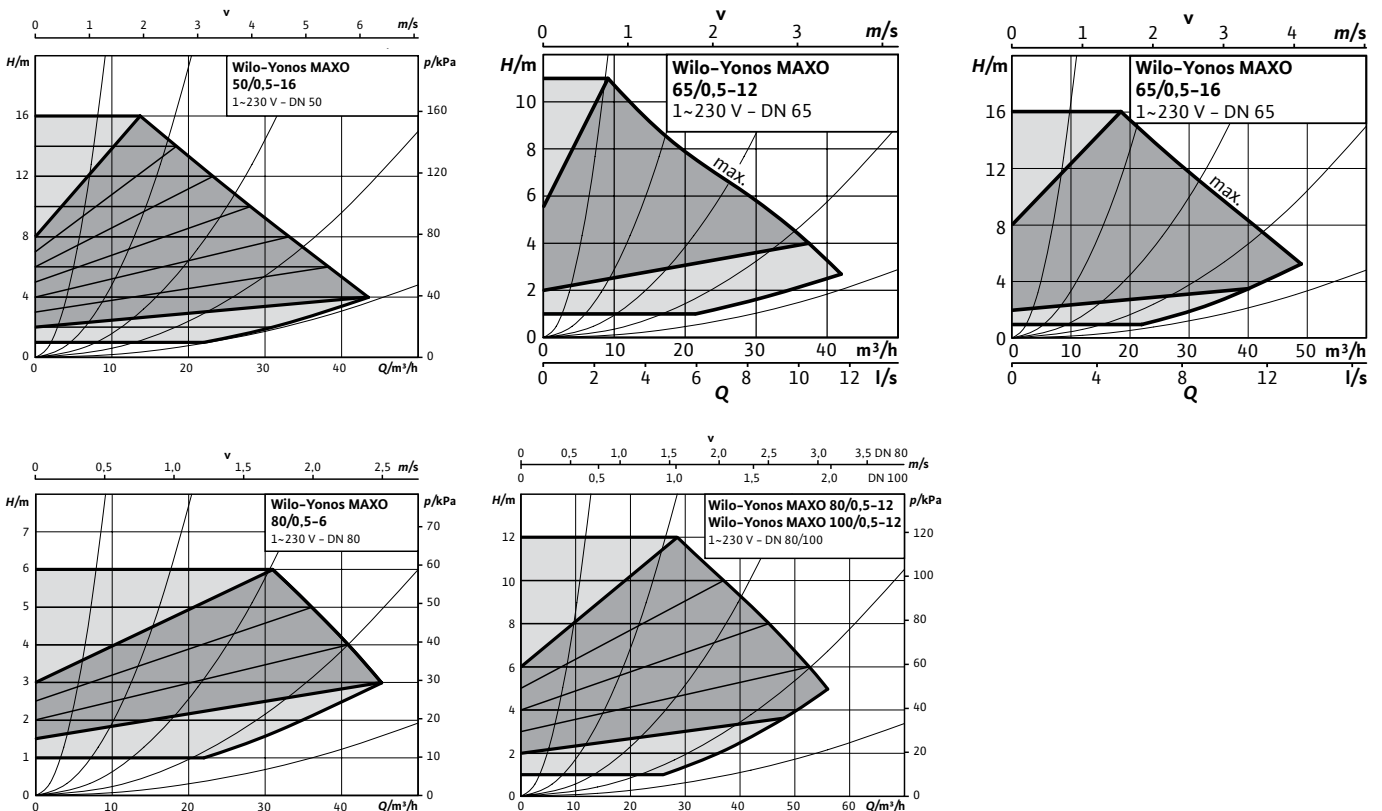 v
0 1 2 3 4 5 6 m/s
H/m
p/kPa
Wilo-Yonos MAXO
50/0,5-16
1~230 V - DN 50
16
12
8
4
0
160
120
80
40
0
0 10 20 30 40 Q/m³/h
v
0 1 2 3 m/s
H/m
Wilo-Yonos MAXO
65/0,5-12
1~230 V - DN 65
max.
10
8
6
4
2
0
0 10 20 30 40 m³/h
0 2 4 6 8 10 12 l/s
Q
v
0 1 2 3 4 m/s
H/m
Wilo-Yonos MAXO
65/0,5-16
1~230 V - DN 65
max.
16
12
8
4
0
0 10 20 30 40 50 m³/h
0 4 8 12 l/s
Q
v
0 0,5 1,0 1,5 2,0 2,5 m/s
H/m
p/kPa
Wilo-Yonos MAXO
80/0,5-6
1~230 V - DN 80
7
6
5
4
3
2
1
0
70
60
50
40
30
20
10
0
0 10 20 30 40 Q/m³/h
v
0 0,5 1,0 1,5 2,0 2,5 3,0 3,5 DN 80
m/s
0 0,5 1,0 1,5 2,0 DN 100
H/m
p/kPa
Wilo-Yonos MAXO 80/0,5-12
Wilo-Yonos MAXO 100/0,5-12
1~230 V - DN 80/100
12
10
8
6
4
2
0
120
100
80
60
40
20
0
0 10 20 30 40 50 60 Q/m³/h